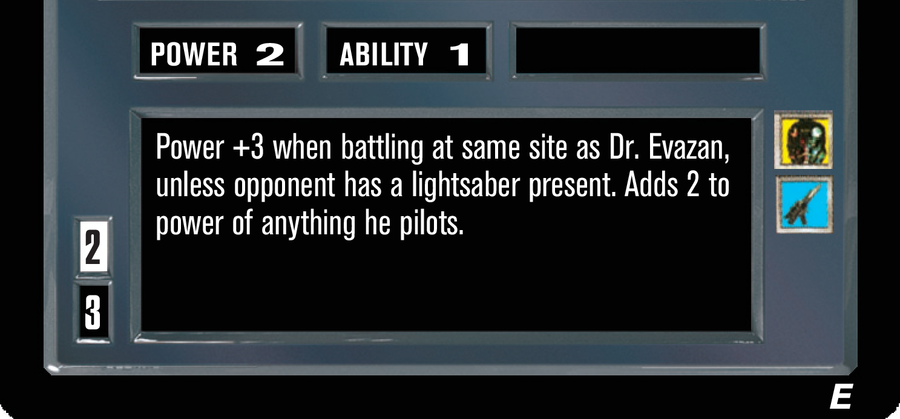 POWER 2 ABILITY 1
Power +3 when battling at same site as Dr. Evazan,
unless opponent has a lightsaber present. Adds 2 to
power of anything he pilots.
2
3
E